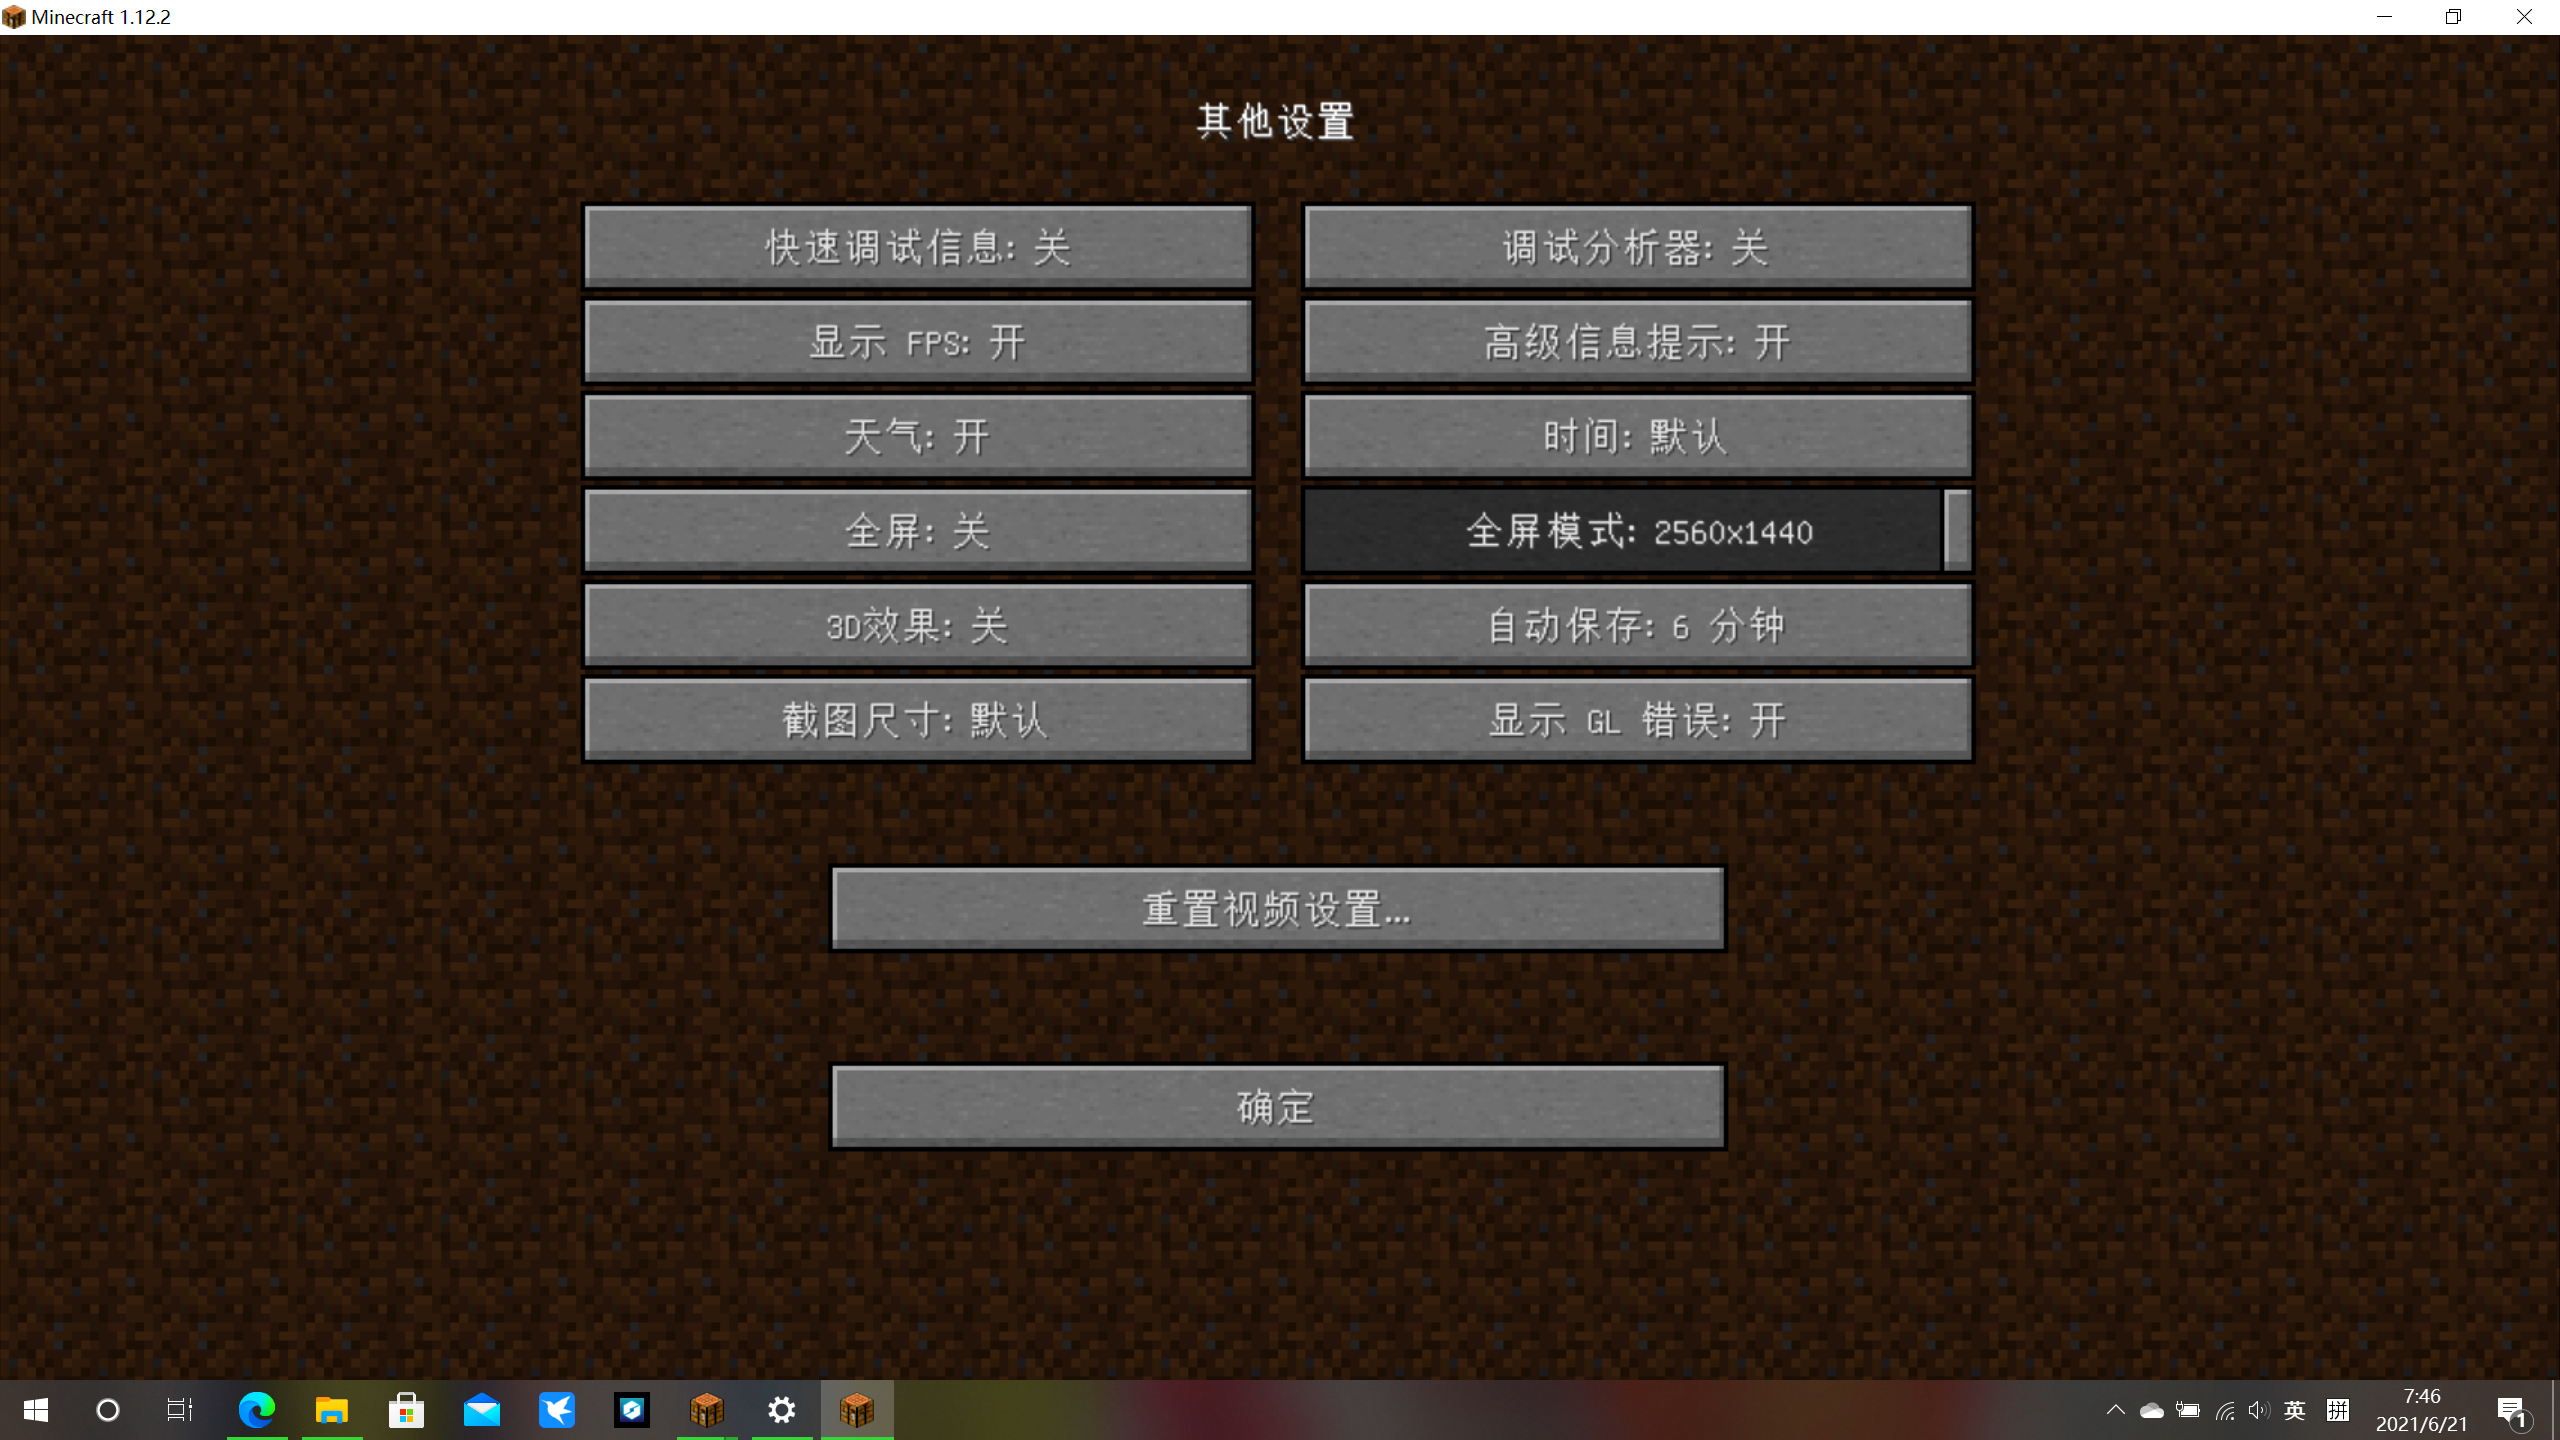 Minecraft 1.12.2
其他设置
快速调试信息: 关
调试分析器: 关
显示 FPS: 开
高级信息提示: 开
天气: 开
时间: 默认
全屏: 关
全屏模式: 2560x1440
3D效果: 关
自动保存: 6 分钟
截图尺寸: 默认
显示 GL 错误: 开
重置视频设置...
确定
英
拼
7:46
2021/6/21
1